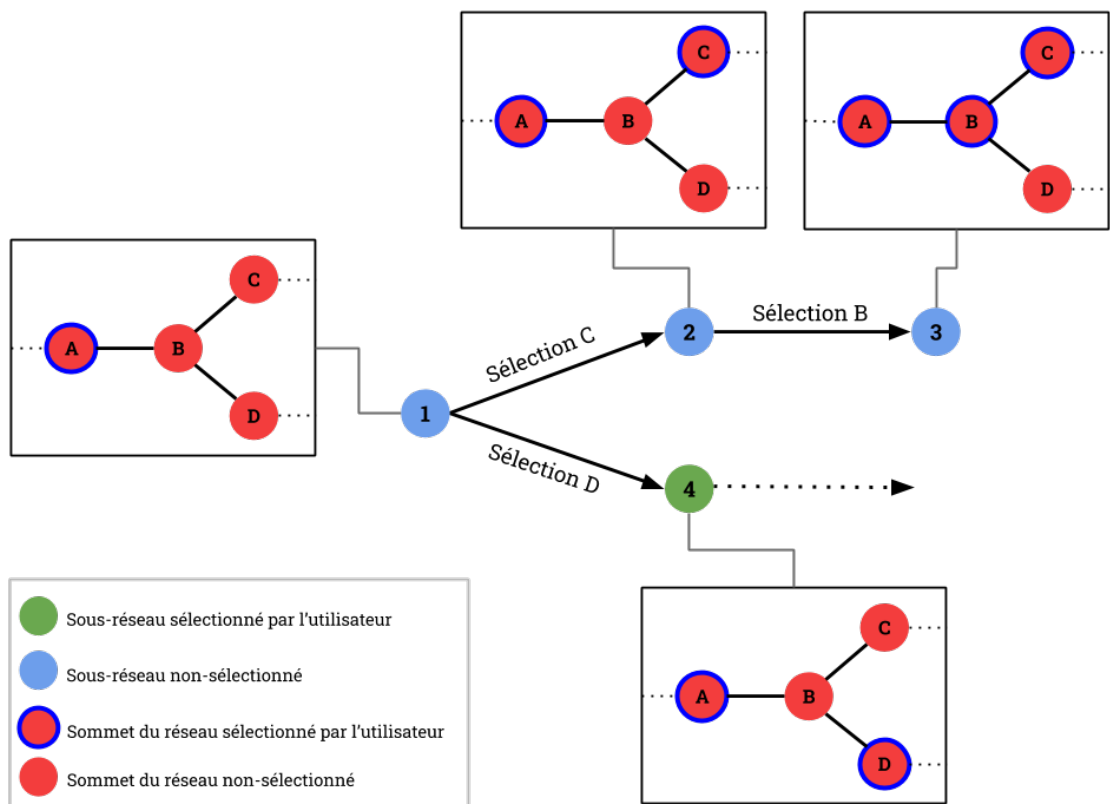 C
A
B
D
C
A
B
D
C
A
B
D
2
Sélection B
3
Sélection C
1
Sélection D
4
Sous-réseau sélectionné par l'utilisateur
Sous-réseau non-sélectionné
Sommet du réseau sélectionné par l'utilisateur
Sommet du réseau non-sélectionné
C
A
B
D